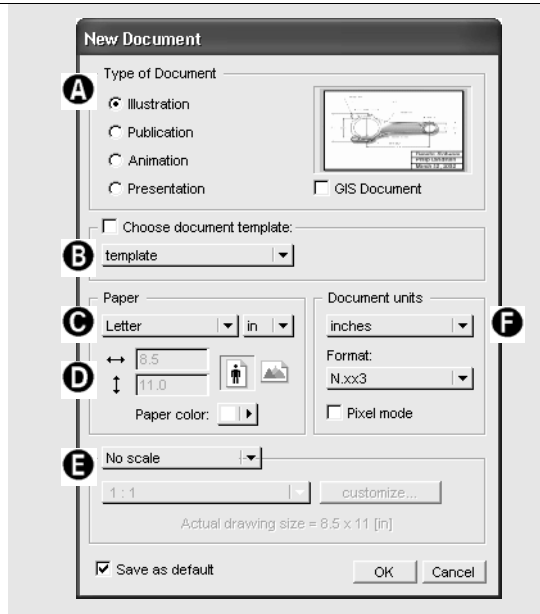 New Document
A
Type of Document
Illustration
Publication
Animation
Presentation
GIS Document
Choose document template:
B
template
Paper
Document units
C
Letter
in
inches
F
D
8.5
11.0
Format:
N.xx3
Paper color:
Pixel mode
E
No scale
1 : 1
customize...
Actual drawing size = 8.5 x 11 [in]
Save as default
OK
Cancel